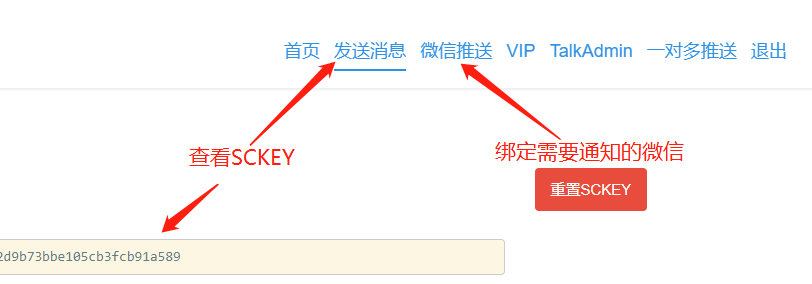 首页 发送消息 微信推送 VIP TalkAdmin 一对多推送 退出
查看SCKEY
绑定需要通知的微信
重置SCKEY
2d9b73bbe105cb3fcb91a589